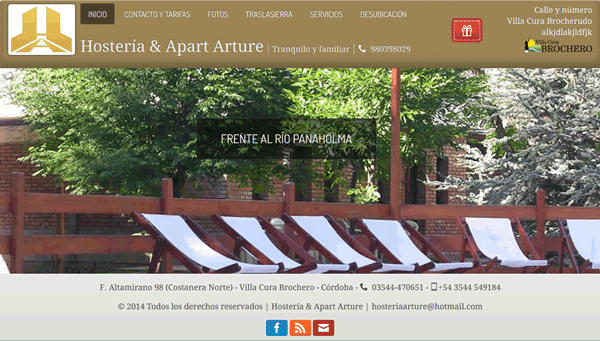 INICIO CONTACTO Y TARIFAS FOTOS TRASLASIERRA SERVICIOS DESUBICACIÓN
Hostería & Apart Arture | Tranquilo y familiar | 980398029
Calle y número
Villa Cura Brocherudo
alkjdlakjldfjk
Villa Cura
BROCHERO
FRENTE AL RÍO PANAHOLMA
F. Altamirano 98 (Costanera Norte) - Villa Cura Brochero - Córdoba - 03544-470651 - +54 3544 549184
© 2014 Todos los derechos reservados | Hostería & Apart Arture | hosteriaarture@hotmail.com